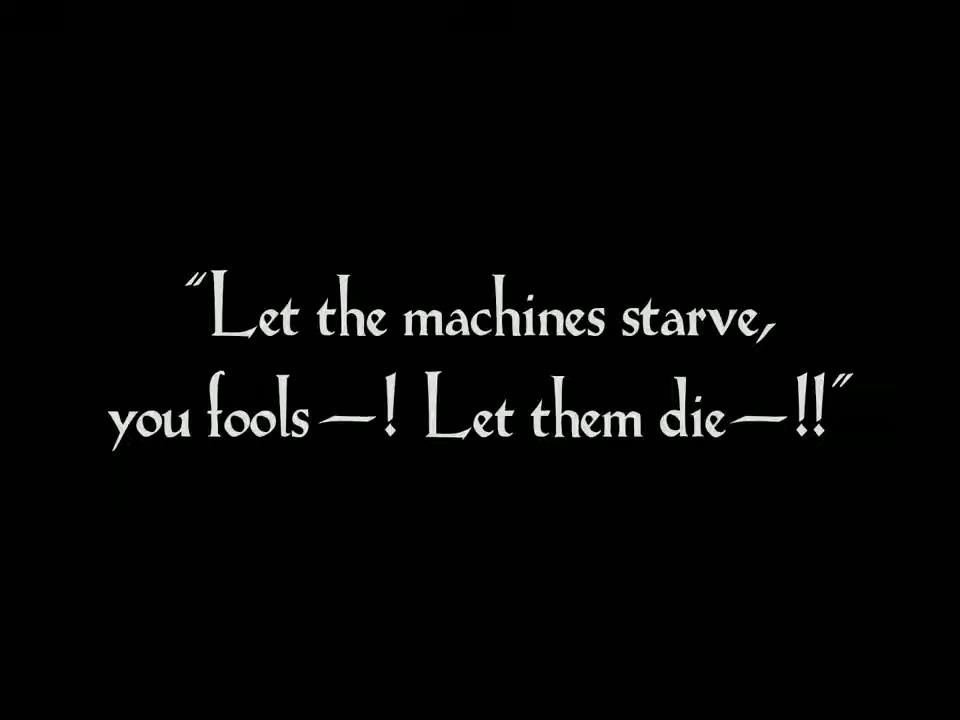 "Let the machines starve,
you fools—! Let them die—!!"